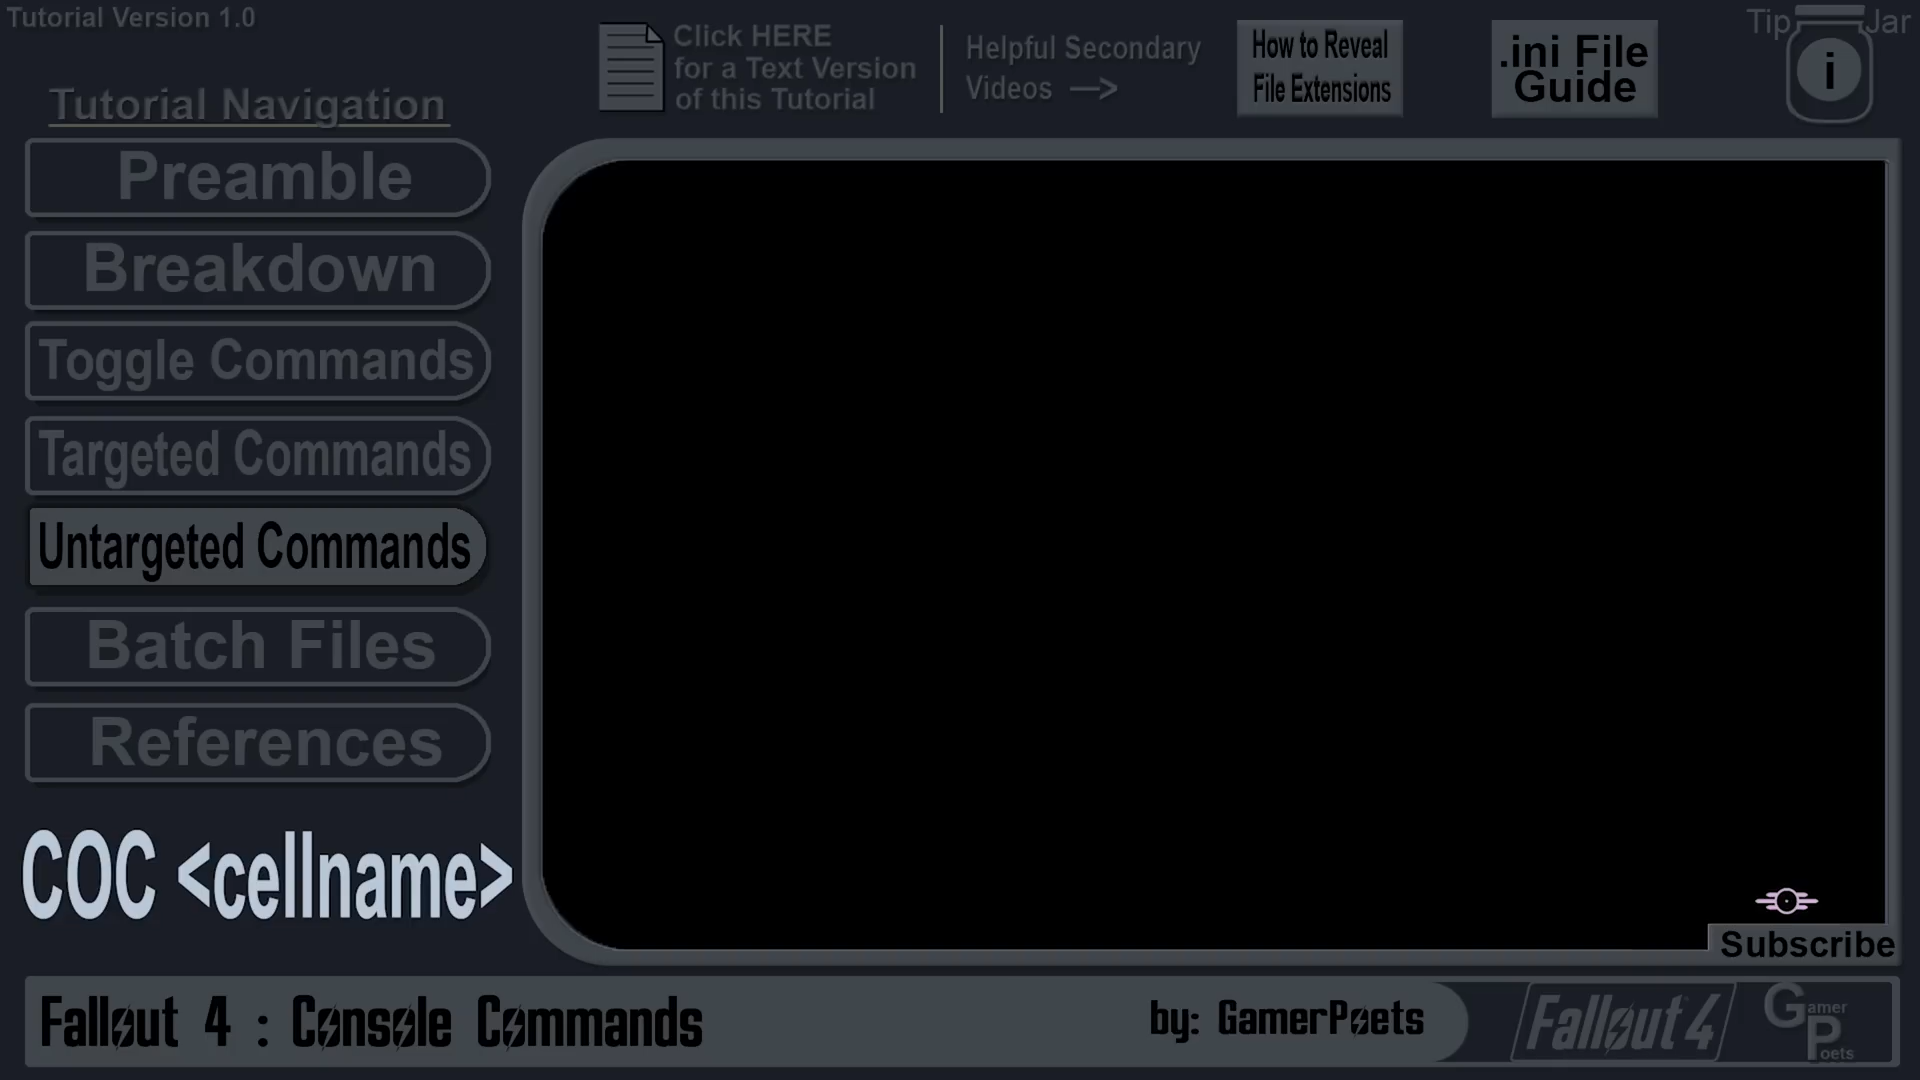 Tutorial Version 1.0
Click HERE
for a Text Version
of this Tutorial
Helpful Secondary
Videos
How to Reveal
File Extensions
.ini File
Guide
Tip Jar
i
Tutorial Navigation
Preamble
Breakdown
Toggle Commands
Targeted Commands
Untargeted Commands
Batch Files
References
COC <cellname>
Subscribe
Fallout 4 : Console Commands
by: GamerPoets
Fallout 4
Gamer
Poets